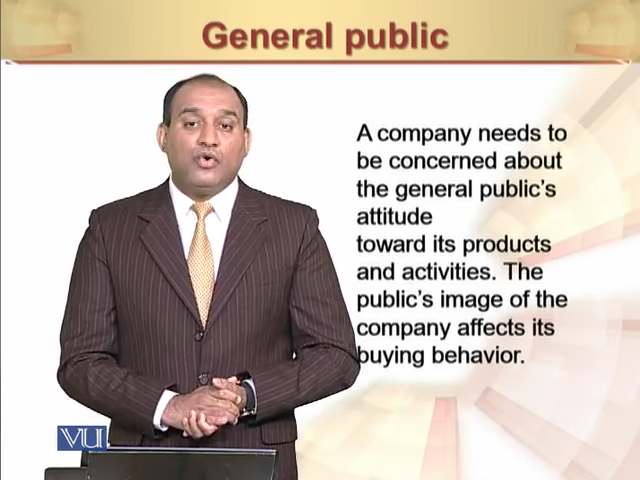 General public
A company needs to
be concerned about
the general public's
attitude
toward its products
and activities. The
public's image of the
company affects its
buying behavior.
VU